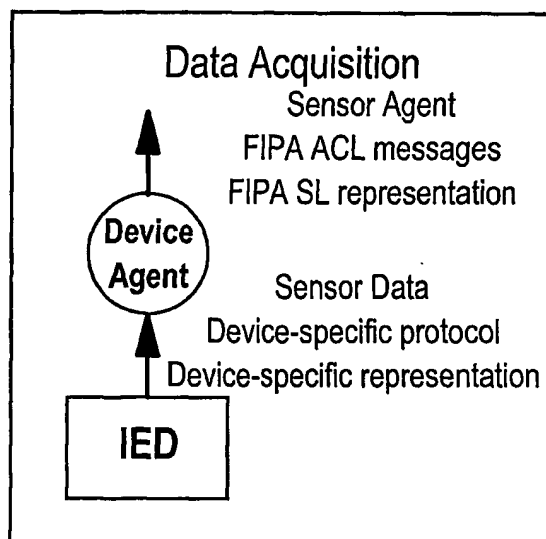 Data Acquisition
Sensor Agent
FIPA ACL messages
FIPA SL representation
Device
Agent
Sensor Data
Device-specific protocol
Device-specific representation
IED